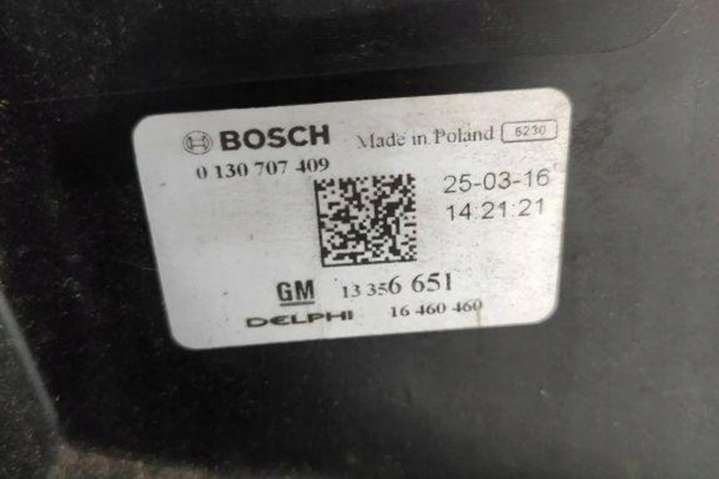 BOSCH Made in Poland 6230
0 130 707 409
25-03-16
14:21:21
GM 13 356 651
DELPHI 16 460 460